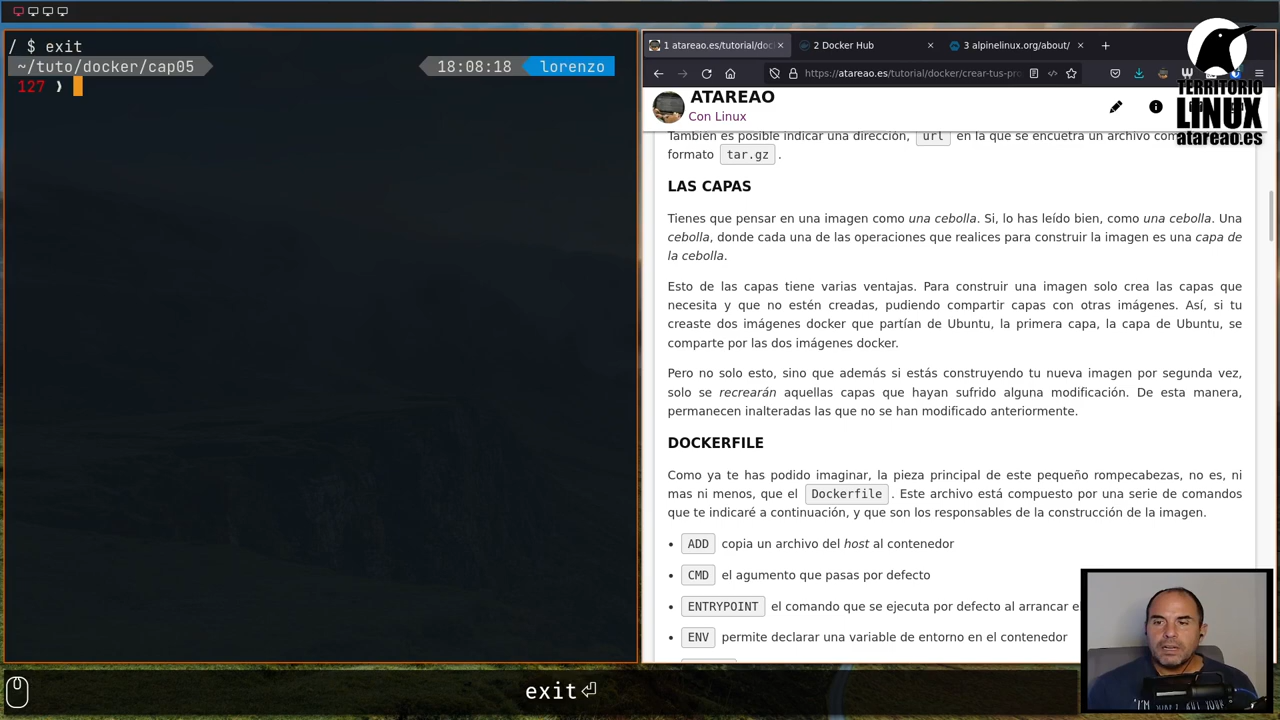 / $ exit
~/tuto/docker/cap05
18:08:18
lorenzo
127 ❯
1 atareao.es/tutorial/doc
2 Docker Hub
3 alpinelinux.org/about/
https://atareao.es/tutorial/docker/crear-tus-pro
TERRITORIO
LINUX
atareao.es
ATAREAO
Con Linux
También es posible indicar una dirección, url en la que se encuetra un archivo
formato tar.gz .
LAS CAPAS
Tienes que pensar en una imagen como una cebolla. Si, lo has leído bien, como una cebolla. Una
cebolla, donde cada una de las operaciones que realices para construir la imagen es una capa de
la cebolla.
Esto de las capas tiene varias ventajas. Para construir una imagen solo crea las capas que
necesita y que no estén creadas, pudiendo compartir capas con otras imágenes. Así, si tu
creaste dos imágenes docker que partían de Ubuntu, la primera capa, la capa de Ubuntu, se
comparte por las dos imágenes docker.
Pero no solo esto, sino que además si estás construyendo tu nueva imagen por segunda vez,
solo se recrearán aquellas capas que hayan sufrido alguna modificación. De esta manera,
permanecen inalteradas las que no se han modificado anteriormente.
DOCKERFILE
Como ya te has podido imaginar, la pieza principal de este pequeño rompecabezas, no es, ni
mas ni menos, que el Dockerfile . Este archivo está compuesto por una serie de comandos
que te indicaré a continuación, y que son los responsables de la construcción de la imagen.
• ADD copia un archivo del host al contenedor
• CMD el agumento que pasas por defecto
• ENTRYPOINT el comando que se ejecuta por defecto al arrancar e
• ENV permite declarar una variable de entorno en el contenedor
exit⏎